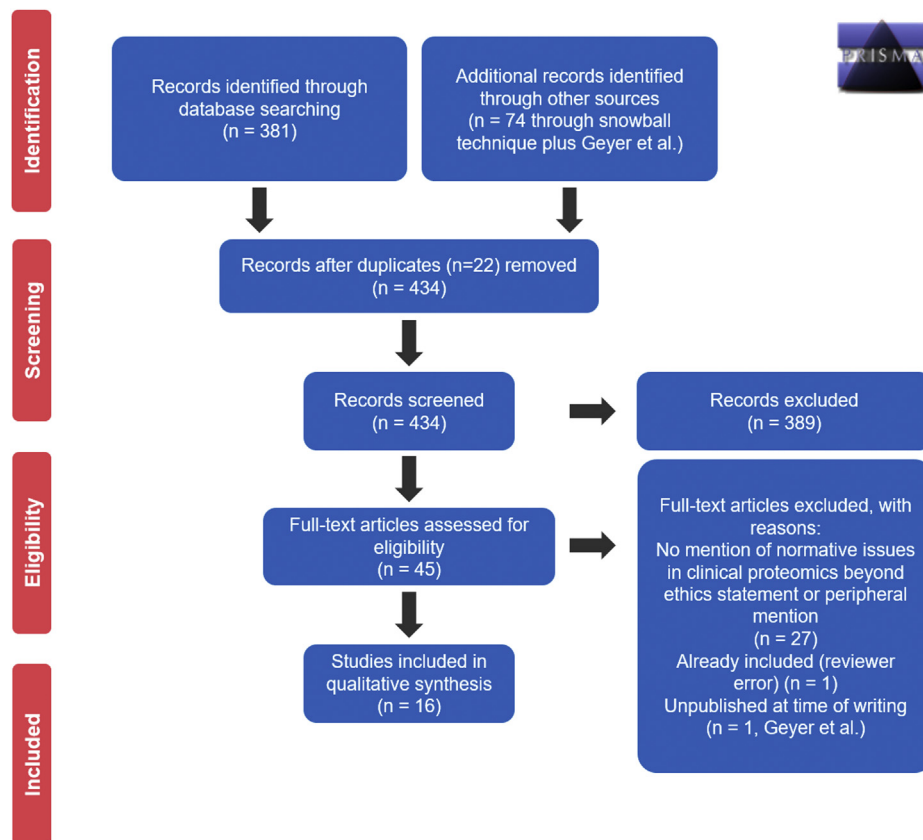 Identification
Records identified through
database searching
(n = 381)
Additional records identified
through other sources
(n = 74 through snowball
technique plus Geyer et al.)
PRISMA
Screening
Records after duplicates (n=22) removed
(n = 434)
Records screened
(n = 434)
Records excluded
(n = 389)
Eligibility
Full-text articles assessed for
eligibility
(n = 45)
Full-text articles excluded, with
reasons:
No mention of normative issues
in clinical proteomics beyond
ethics statement or peripheral
mention
(n = 27)
Already included (reviewer
error) (n = 1)
Unpublished at time of writing
(n = 1, Geyer et al.)
Included
Studies included in
qualitative synthesis
(n = 16)